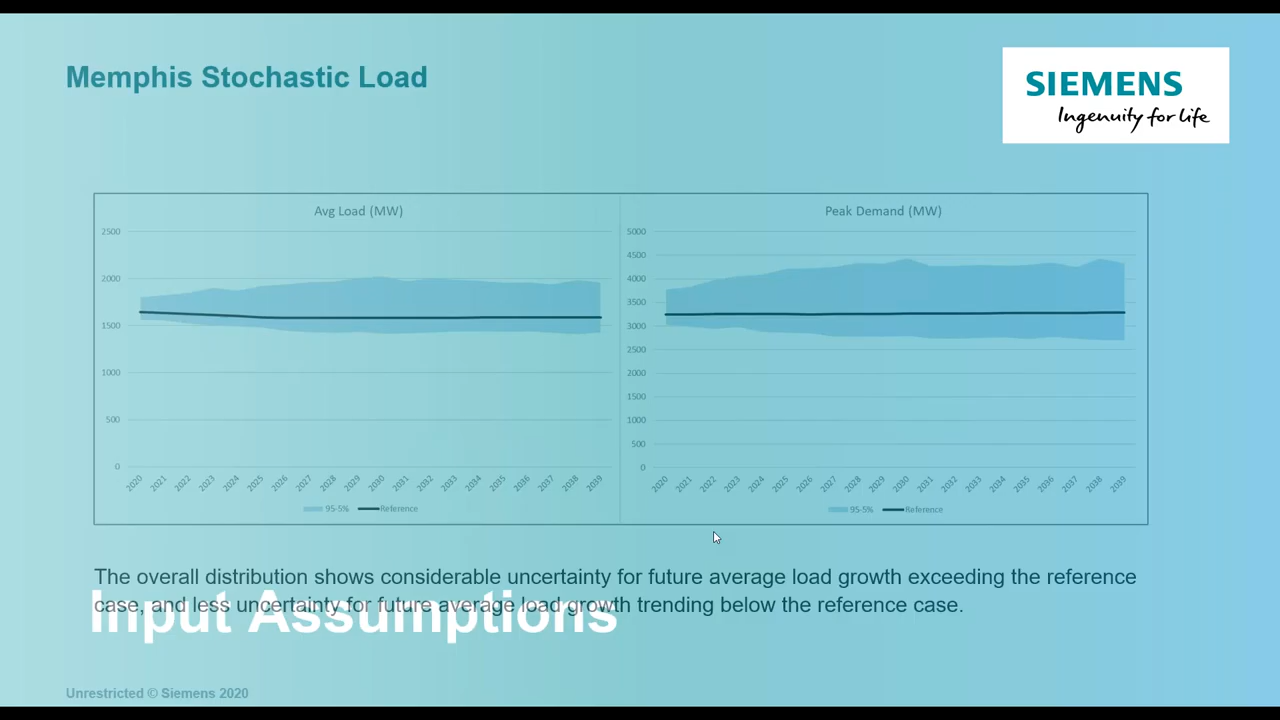 Memphis Stochastic Load
SIEMENS
Ingenuity for life
Avg Load (MW)
2500
2000
1500
1000
500
0
2020 2021 2022 2023 2024 2025 2026 2027 2028 2029 2030 2031 2032 2033 2034 2035 2036 2037 2038 2039
95-5% Reference
Peak Demand (MW)
5000
4500
4000
3500
3000
2500
2000
1500
1000
500
0
2020 2021 2022 2023 2024 2025 2026 2027 2028 2029 2030 2031 2032 2033 2034 2035 2036 2037 2038 2039
95-5% Reference
The overall distribution shows considerable uncertainty for future average load growth exceeding the reference
case, and less uncertainty for future average load growth trending below the reference case.
Input Assumptions
Unrestricted © Siemens 2020